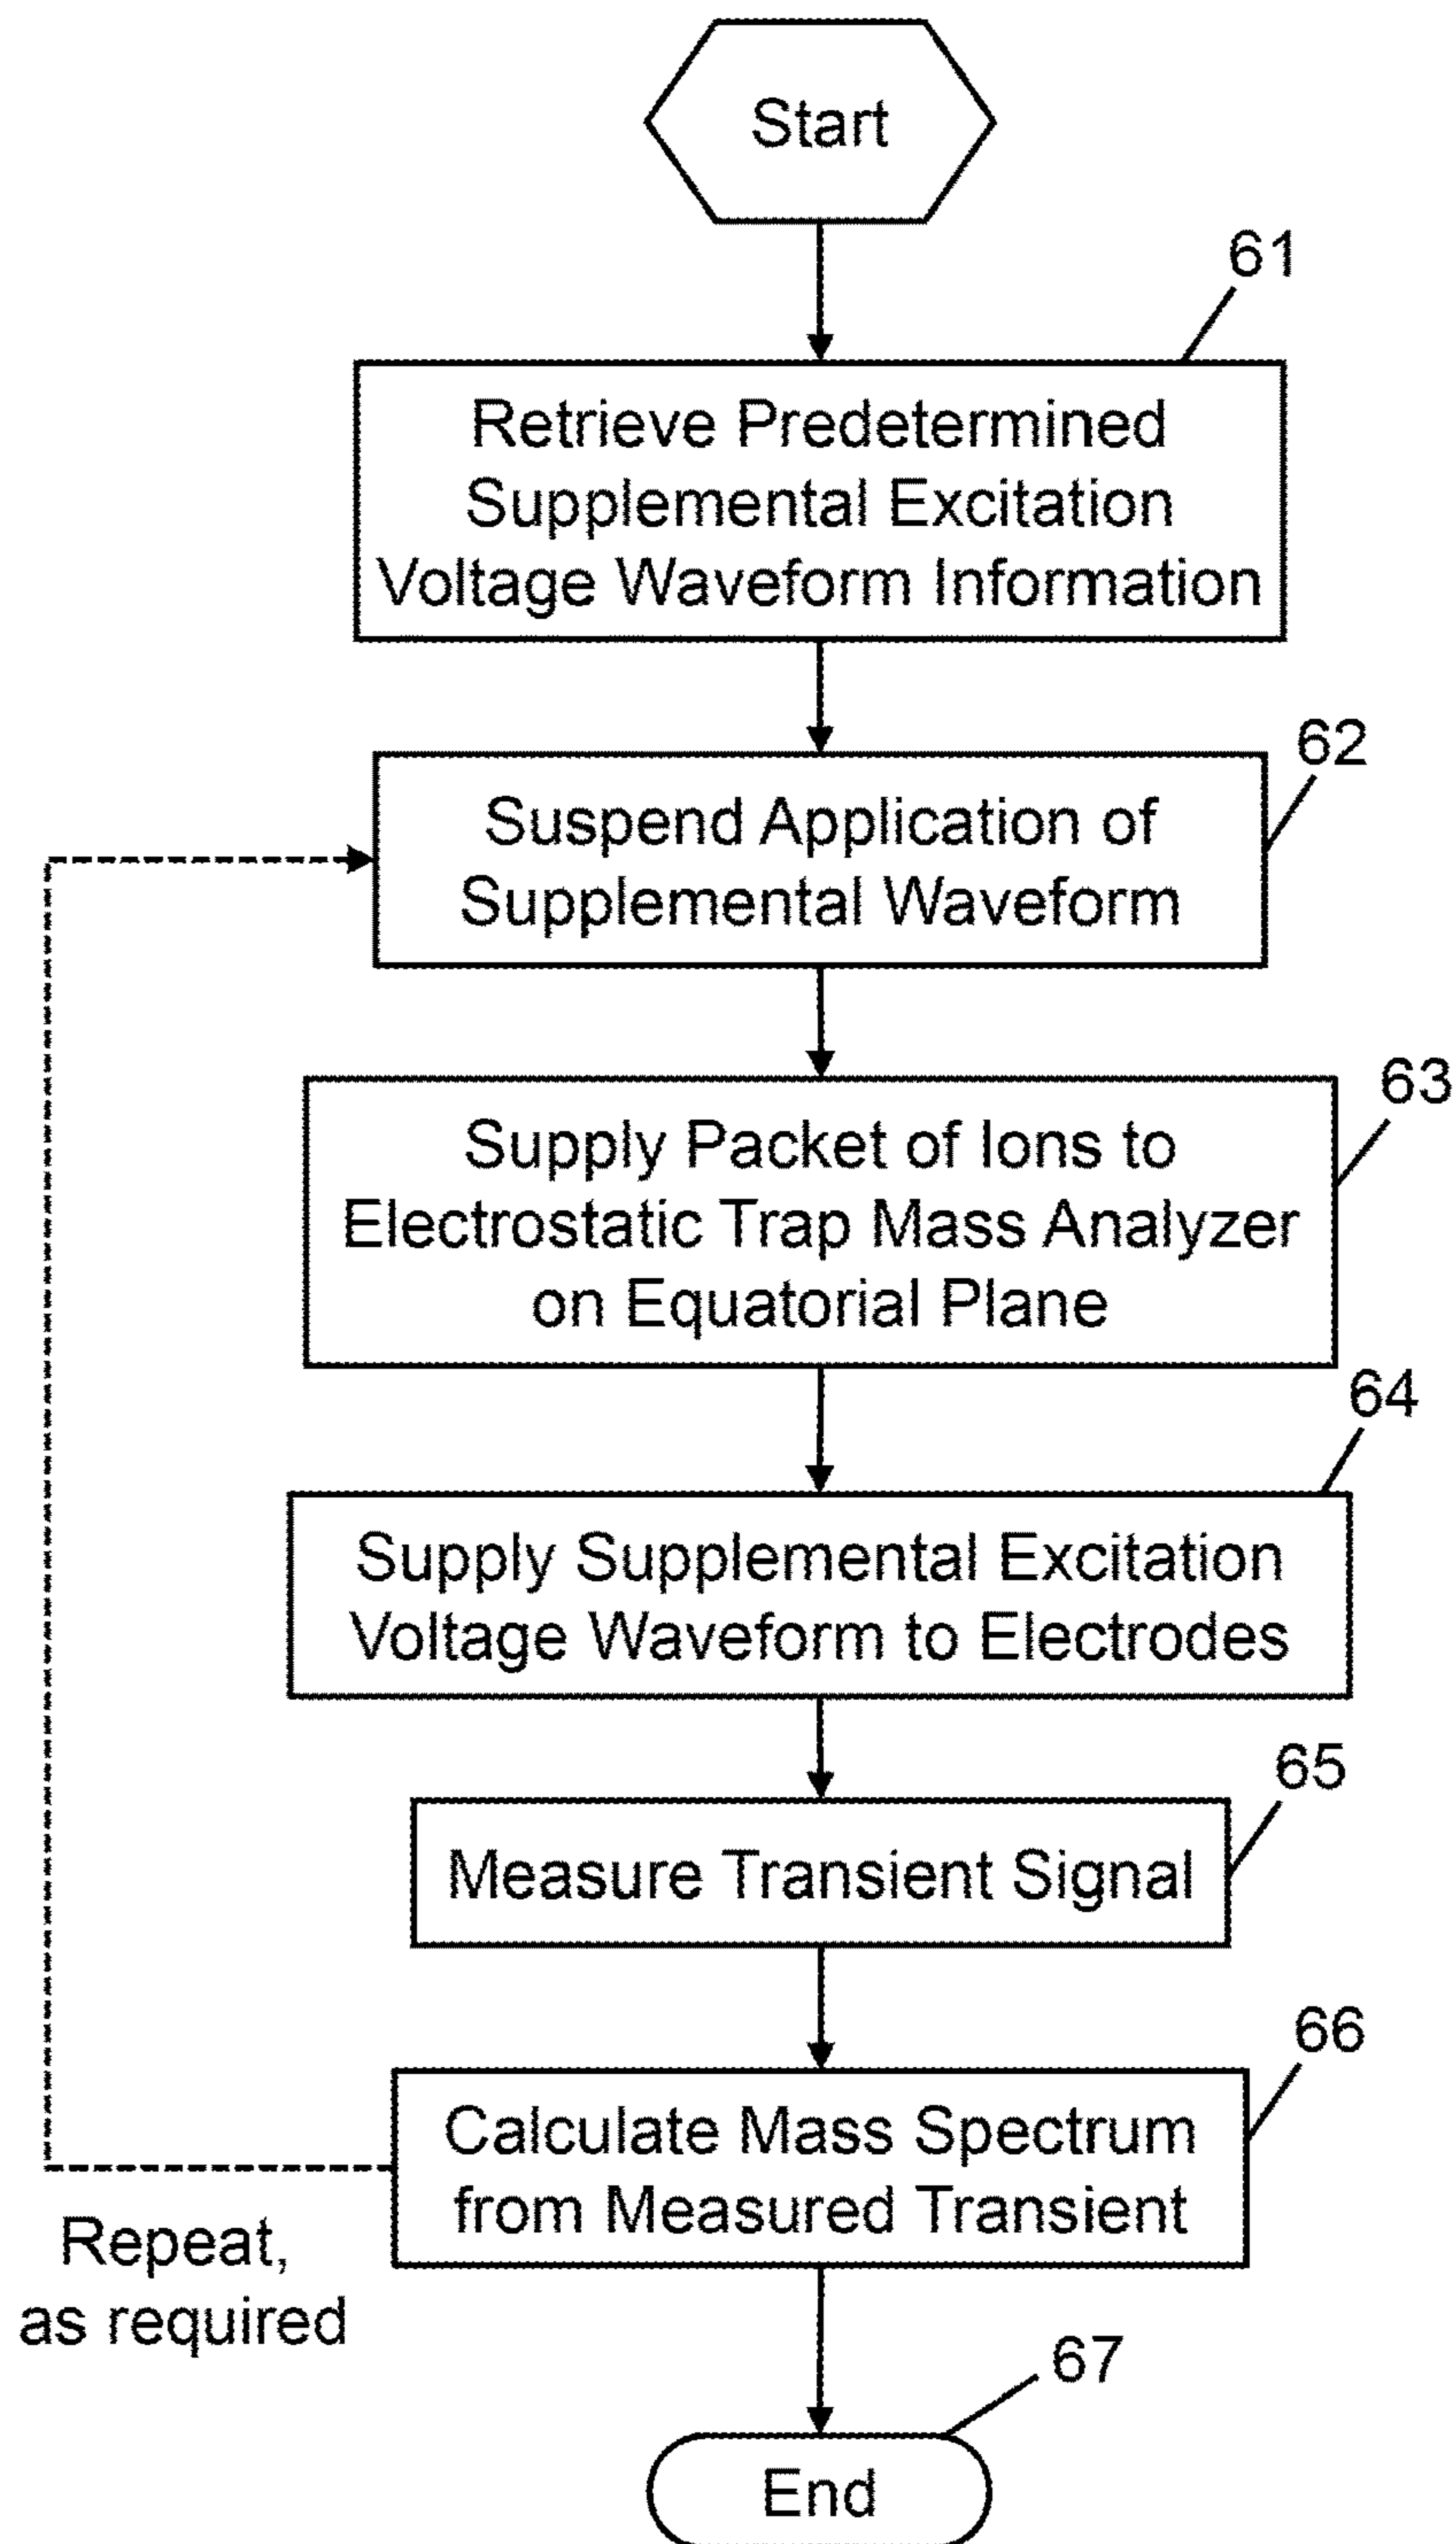 Start
61
Retrieve Predetermined
Supplemental Excitation
Voltage Waveform Information
62
Suspend Application of
Supplemental Waveform
63
Supply Packet of Ions to
Electrostatic Trap Mass Analyzer
on Equatorial Plane
64
Supply Supplemental Excitation
Voltage Waveform to Electrodes
65
Measure Transient Signal
66
Calculate Mass Spectrum
from Measured Transient
Repeat,
as required
67
End